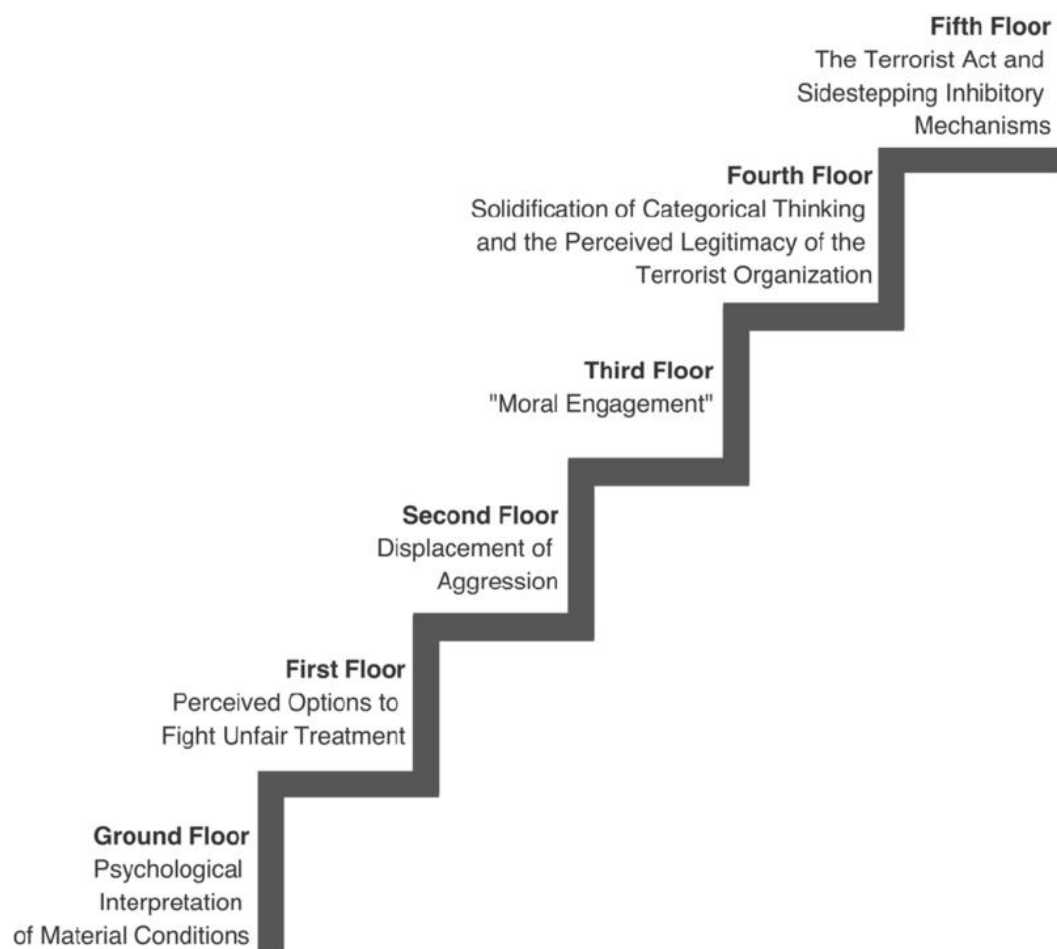 Fifth Floor
The Terrorist Act and
Sidestepping Inhibitory
Mechanisms
Fourth Floor
Solidification of Categorical Thinking
and the Perceived Legitimacy of the
Terrorist Organization
Third Floor
"Moral Engagement"
Second Floor
Displacement of
Aggression
First Floor
Perceived Options to
Fight Unfair Treatment
Ground Floor
Psychological
Interpretation
of Material Conditions